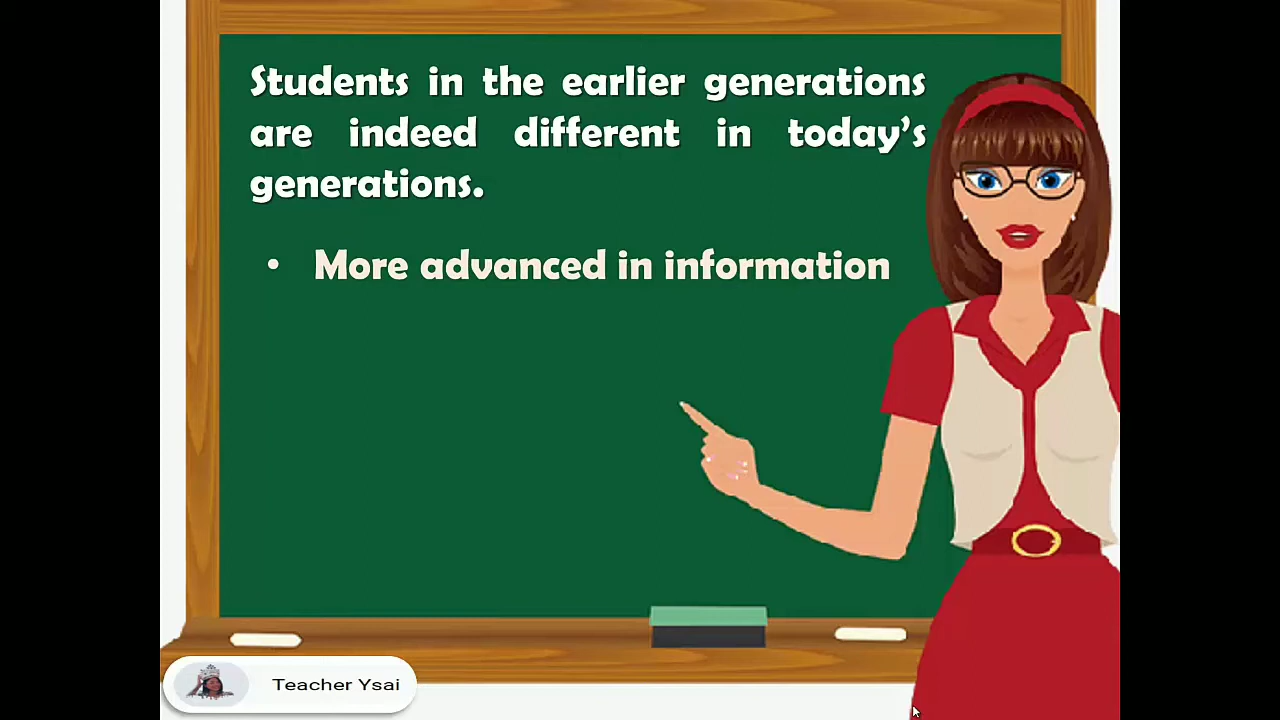 Students in the earlier generations
are indeed different in today's
generations.
• More advanced in information
Teacher Ysai